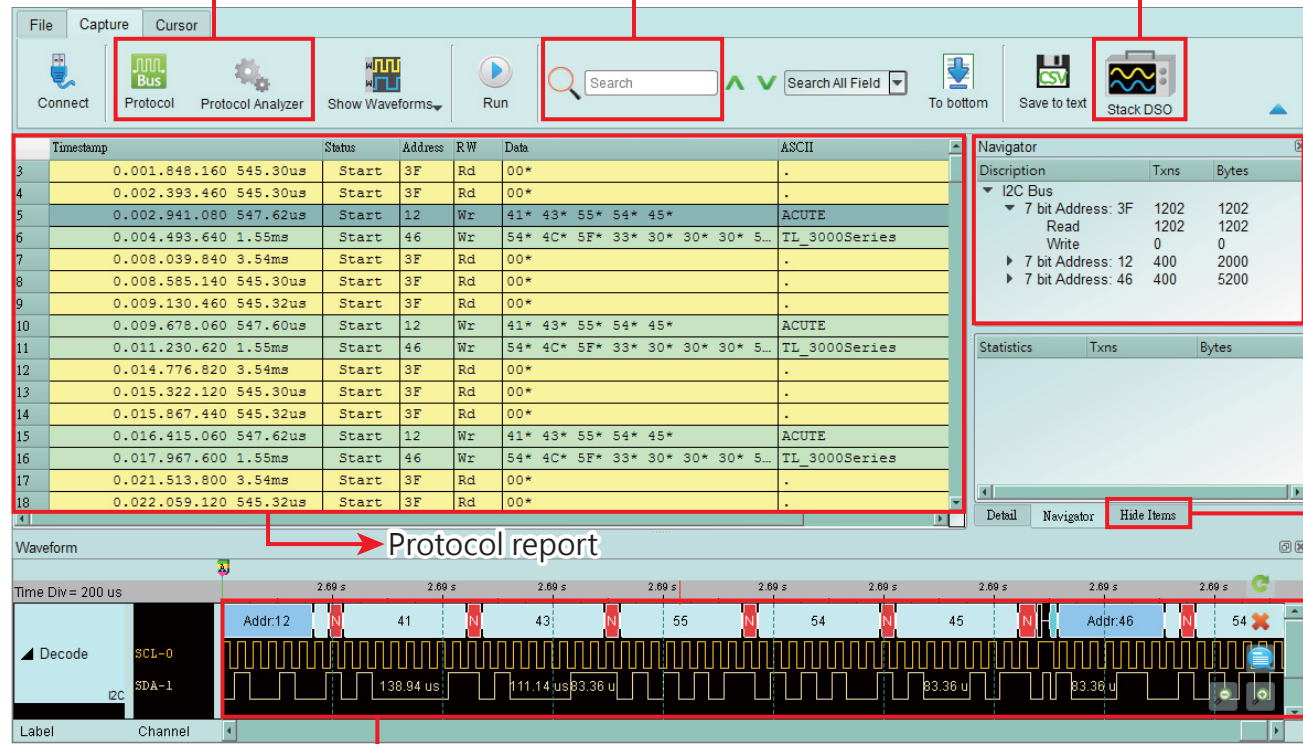 File Capture Cursor
Bus
Connect Protocol Protocol Analyzer Show Waveforms Run Search Search All Field To bottom CSV Save to text Stack DSO
Timestamp Status Address RW Data ASCII
3 0.001.848.160 545.30us Start 3F Rd 00* .
4 0.002.393.460 545.30us Start 3F Rd 00* .
5 0.002.941.080 547.62us Start 12 Wr 41* 43* 55* 54* 45* ACUTE
6 0.004.493.640 1.55ms Start 46 Wr 54* 4C* 5F* 33* 30* 30* 30* 5... TL_3000Series
7 0.008.039.840 3.54ms Start 3F Rd 00* .
8 0.008.585.140 545.30us Start 3F Rd 00* .
9 0.009.130.460 545.32us Start 3F Rd 00* .
10 0.009.678.060 547.60us Start 12 Wr 41* 43* 55* 54* 45* ACUTE
11 0.011.230.620 1.55ms Start 46 Wr 54* 4C* 5F* 33* 30* 30* 30* 5... TL_3000Series
12 0.014.776.820 3.54ms Start 3F Rd 00* .
13 0.015.322.120 545.30us Start 3F Rd 00* .
14 0.015.867.440 545.32us Start 3F Rd 00* .
15 0.016.415.060 547.62us Start 12 Wr 41* 43* 55* 54* 45* ACUTE
16 0.017.967.600 1.55ms Start 46 Wr 54* 4C* 5F* 33* 30* 30* 30* 5... TL_3000Series
17 0.021.513.800 3.54ms Start 3F Rd 00* .
18 0.022.059.120 545.32us Start 3F Rd 00* .
Navigator
Discription Txns Bytes
I2C Bus
7 bit Address: 3F 1202 1202
Read 1202 1202
Write 0 0
7 bit Address: 12 400 2000
7 bit Address: 46 400 5200
Statistics Txns Bytes
Detail Navigator Hide Items
Protocol report
Waveform
A
Time Div = 200 us 2.69 s 2.69 s 2.69 s 2.69 s 2.69 s 2.69 s 2.69 s 2.69 s 2.69 s
Addr:12 N 41 N 43 N 55 N 54 N 45 N Addr:46 N 54
Decode SCL-0
I2C SDA-1 138.94 us 111.14 us 83.36 u 83.36 u 83.36 u
Label Channel